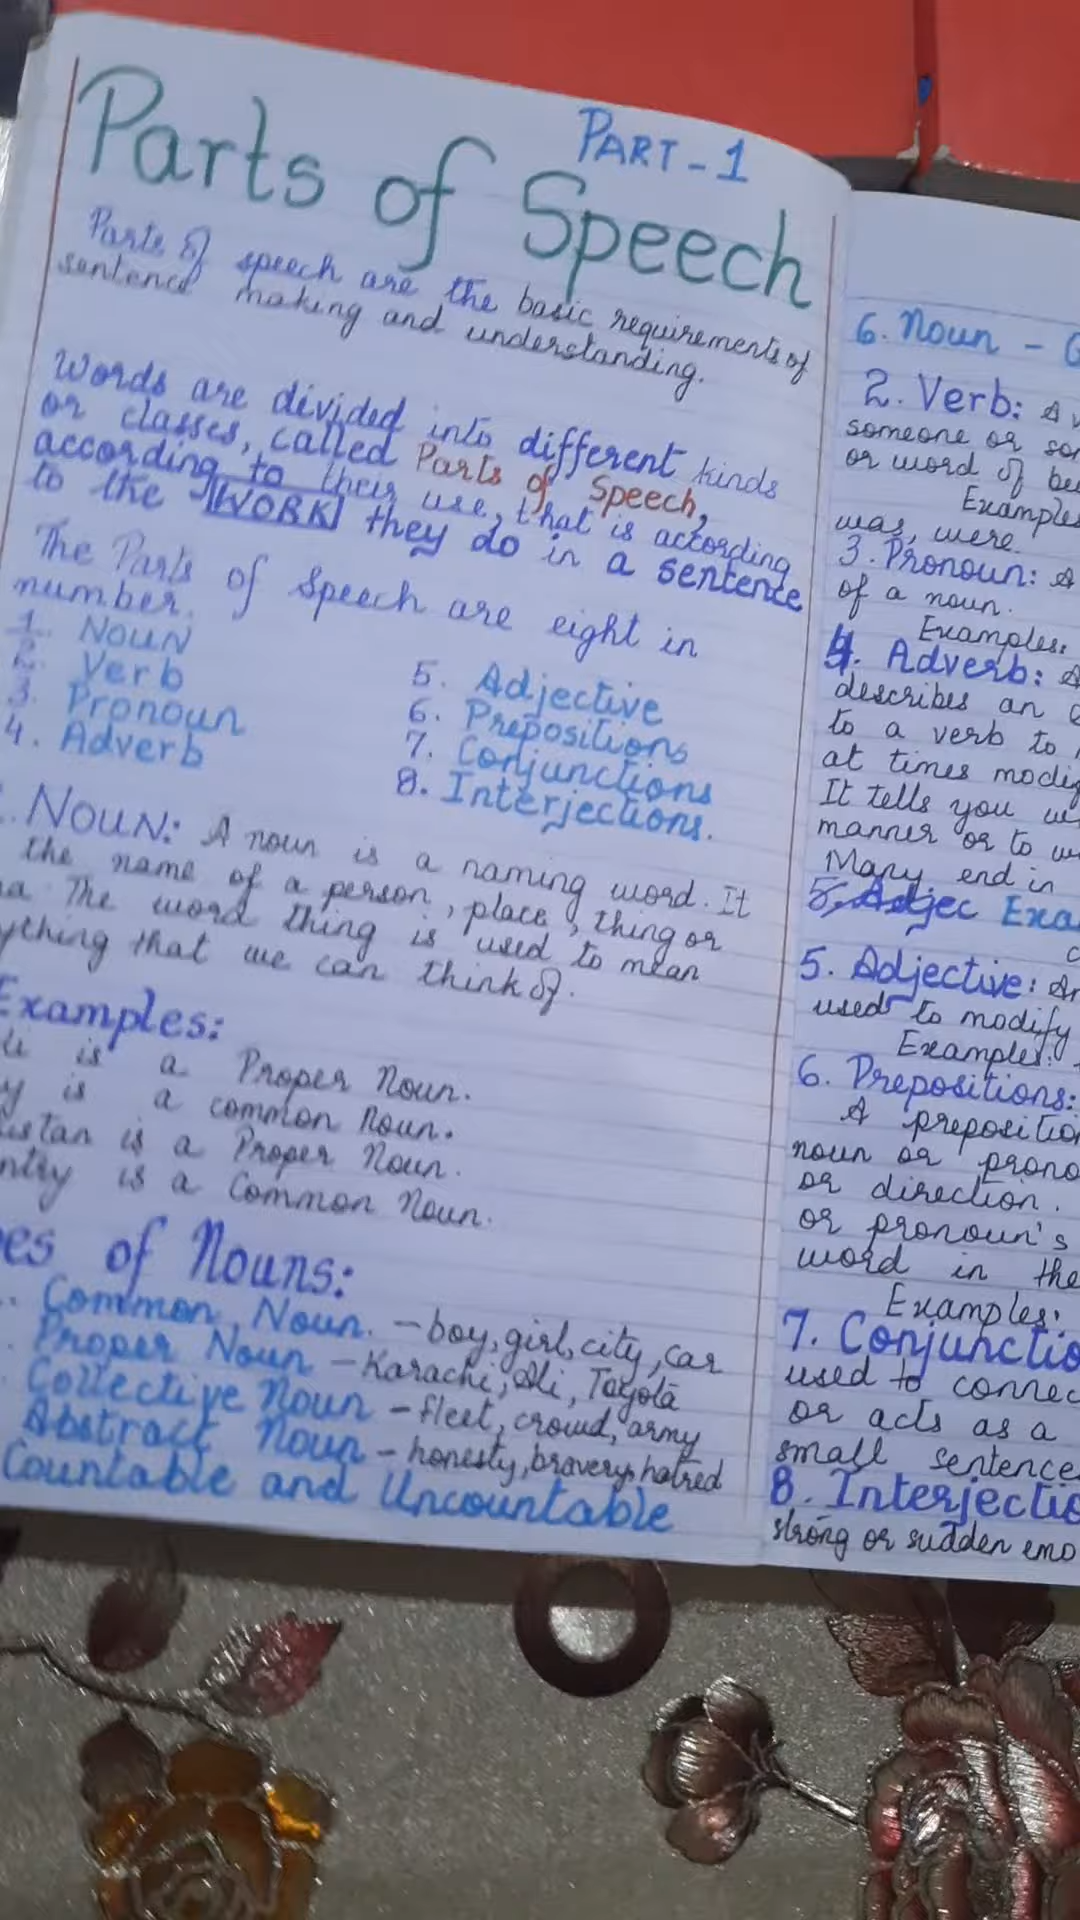 PART-1
Parts of Speech
Parts of speech are the basic requirements of
sentence making and understanding.
Words are divided into different kinds
or classes, called Parts of Speech,
according to their use, that is according
to the WORK they do in a sentence
The Parts of Speech are eight in
number.
1. NOUN
2. Verb
3. Pronoun
4. Adverb
5. Adjective
6. Prepositions
7. Conjunctions
8. Interjections.
NOUN: A noun is a naming word. It
the name of a person, place, thing or
The word thing is used to mean
ything that we can think of.
Examples:
is a Proper Noun.
y is a common Noun.
istan is a Proper Noun.
ntry is a Common Noun.
es of Nouns:
Common Noun. - boy, girl, city, car
Proper Noun - Karachi, Ali, Toyota
Collective Noun - fleet, crowd, army
Abstract Noun - honesty, bravery, hatred
Countable and Uncountable
6. Noun -
2. Verb: A
someone or
or word of
Examples
was, were.
3. Pronoun: A
of a noun.
Examples:
4. Adverb:
describes an
to a verb to
at times modif
It tells you
manner or to
Many end in
Exa
5. Adjective: An
used to modify
Examples:
6. Prepositions:
A preposition
noun or prono
or direction.
or pronoun's
word in the
Examples:
7. Conjunctio
used to connec
or acts as a
small sentence
8. Interjectio
strong or sudden emo